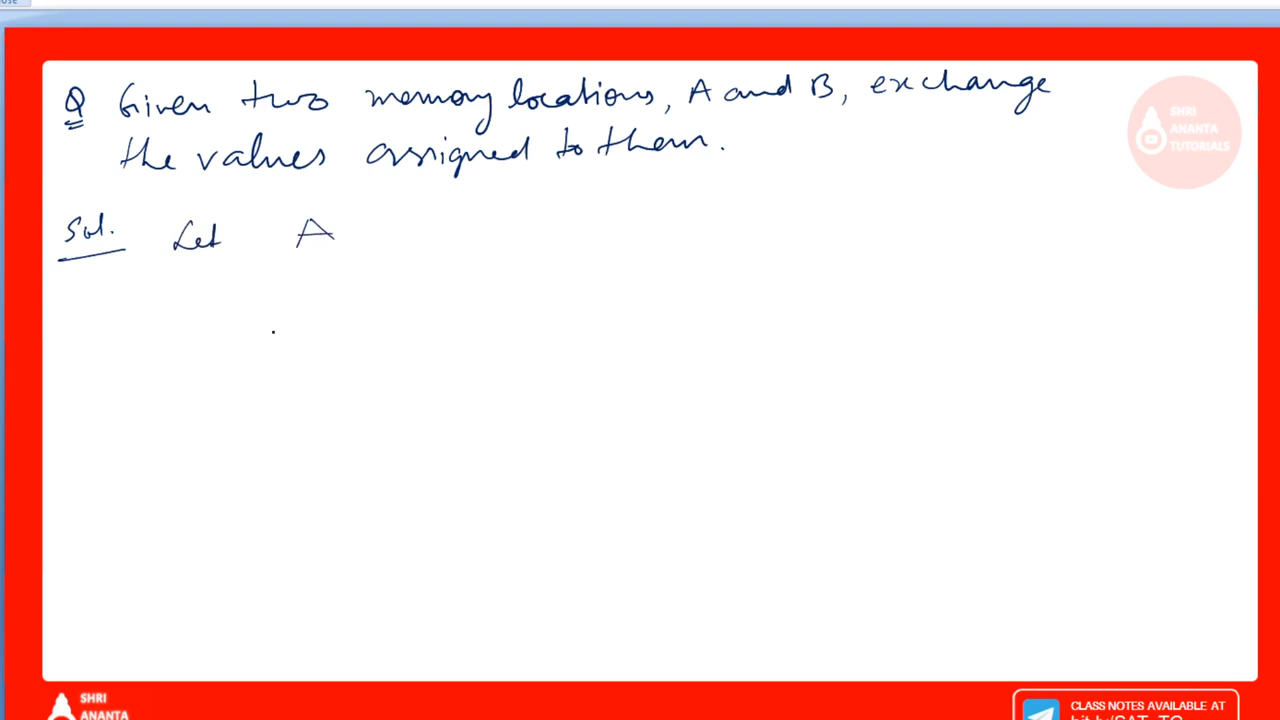 ose
Q Given two memory locations, A and B, exchange
the values assigned to them.
SHRI
ANANTA
TUTORIALS
Sol. Let A
SHRI
ANANTA
CLASS NOTES AVAILABLE AT